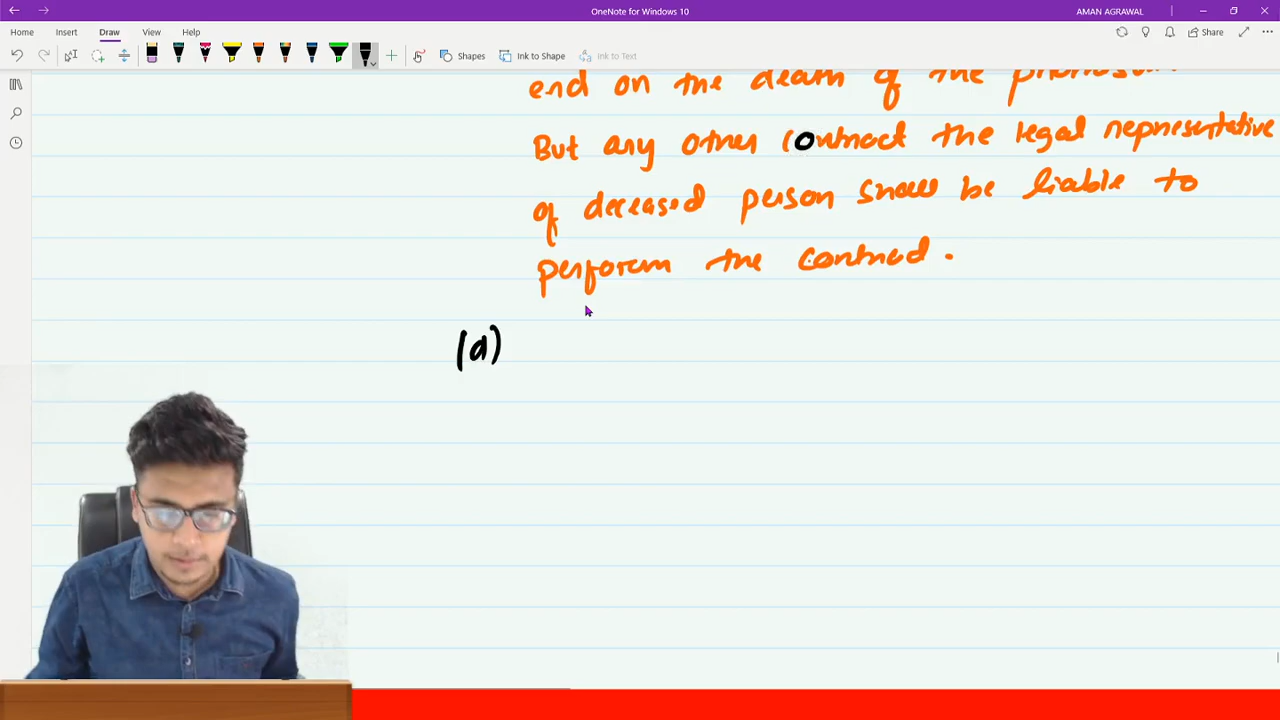 OneNote for Windows 10
AMAN AGRAWAL
Home Insert Draw View Help
Share
Shapes Ink to Shape Ink to Text
end on the death of the
But any other contract the legal representative
of deceased person shall be liable to
perform the contract.
(d)